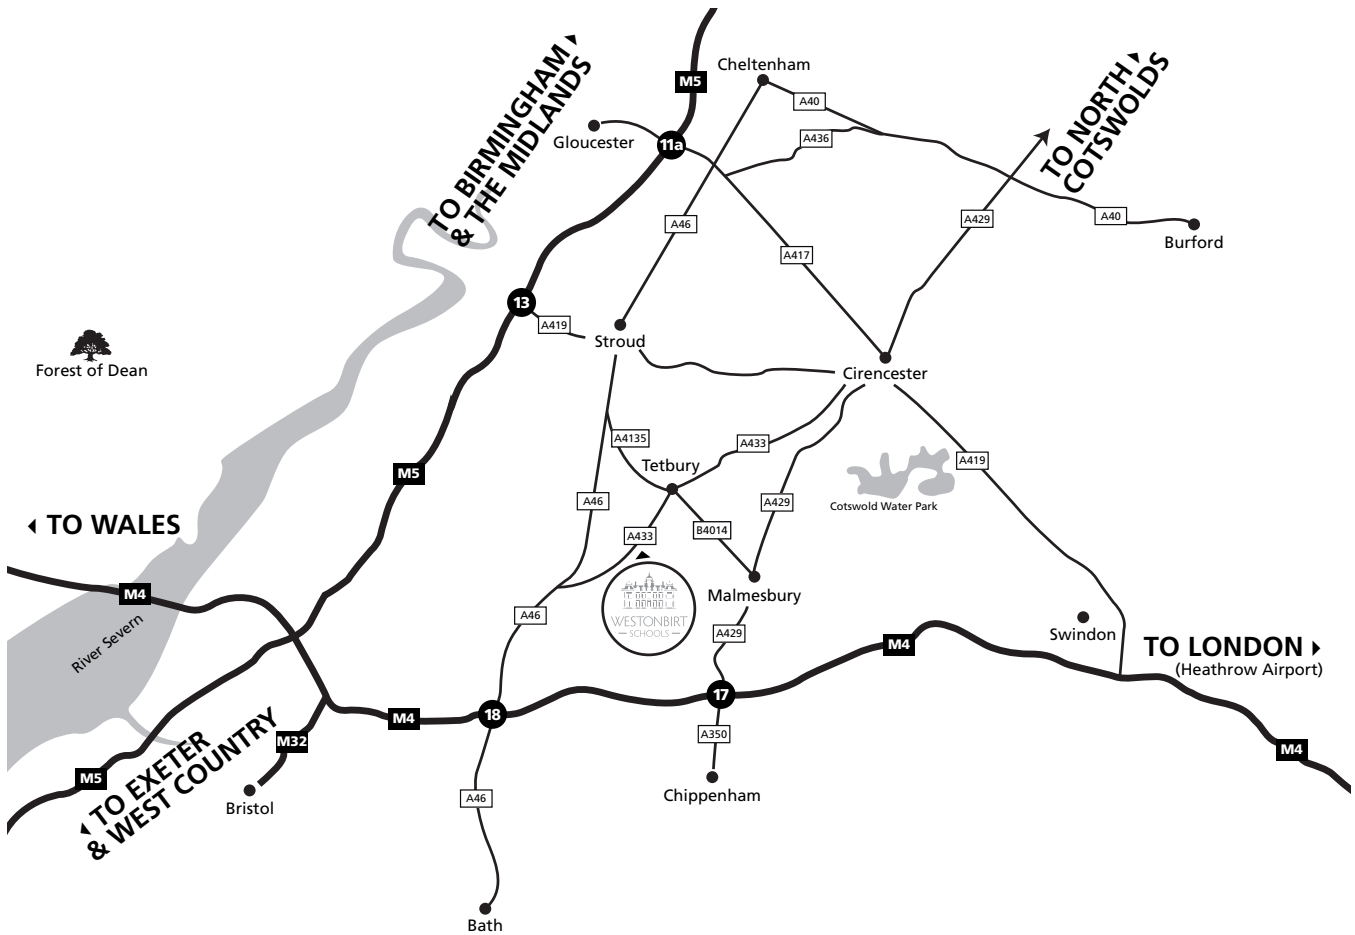 Cheltenham
M5
A40
TO BIRMINGHAM
& THE MIDLANDS
TO NORTH
COTSWOLDS
Gloucester
11a
A436
A46
A429
A40
Burford
A417
13
A419
Stroud
Forest of Dean
Cirencester
A4135
A433
Tetbury
A419
M5
A46
A429
Cotswold Water Park
TO WALES
A433
B4014
M4
WESTONBIRT
SCHOOLS
Malmesbury
A46
River Severn
A429
Swindon
M4
TO LONDON
(Heathrow Airport)
17
18
M4
M32
A350
M4
TO EXETER
& WEST COUNTRY
M5
Bristol
Chippenham
A46
Bath